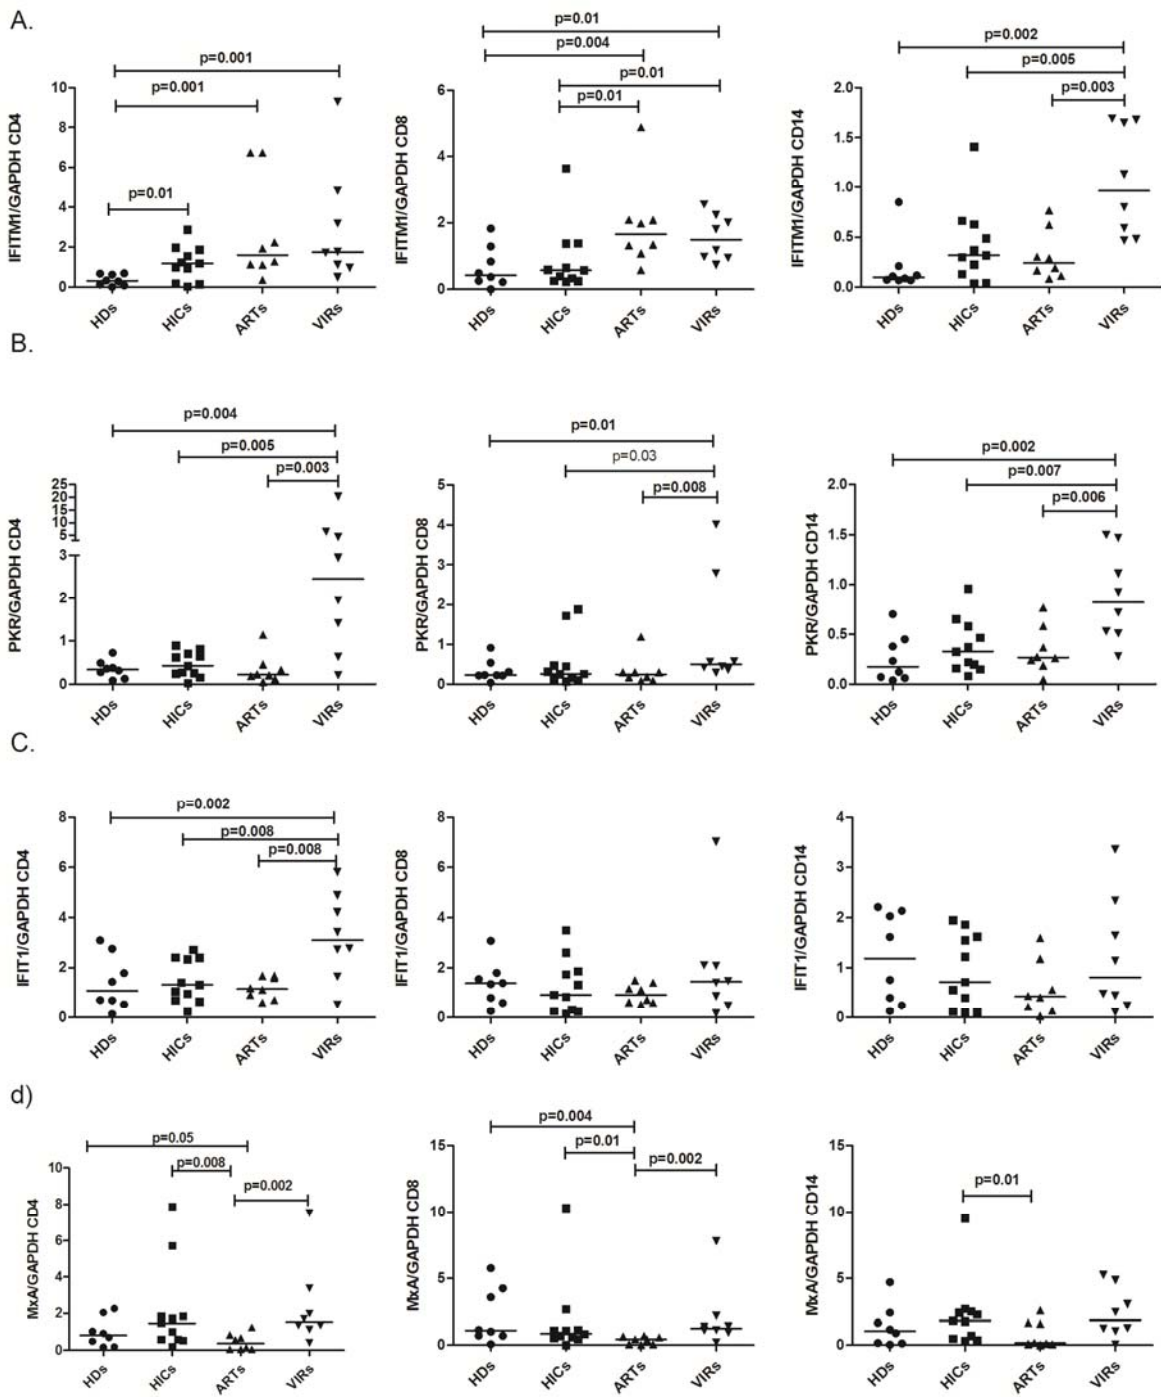 A.
p=0.001
p=0.001
p=0.01
IFITM1/GAPDH CD4
10
8
6
4
2
0
HDs HICs ARTs VIRs
p=0.01
p=0.004
p=0.01
p=0.01
IFITM1/GAPDH CD8
6
4
2
0
HDs HICs ARTs VIRs
p=0.002
p=0.005
p=0.003
IFITM1/GAPDH CD14
2.0
1.5
1.0
0.5
0.0
HDs HICs ARTs VIRs
B.
p=0.004
p=0.005
p=0.003
PKR/GAPDH CD4
25
20
15
10
5
3
2
1
0
HDs HICs ARTs VIRs
p=0.01
p=0.03
p=0.008
PKR/GAPDH CD8
5
4
3
2
1
0
HDs HICs ARTs VIRs
p=0.002
p=0.007
p=0.006
PKR/GAPDH CD14
2.0
1.5
1.0
0.5
0.0
HDs HICs ARTs VIRs
C.
p=0.002
p=0.008
p=0.008
IFIT1/GAPDH CD4
8
6
4
2
0
HDs HICs ARTs VIRs
IFIT1/GAPDH CD8
8
6
4
2
0
HDs HICs ARTs VIRs
IFIT1/GAPDH CD14
4
3
2
1
0
HDs HICs ARTs VIRs
d)
p=0.05
p=0.008
p=0.002
MxA/GAPDH CD4
10
8
6
4
2
0
HDs HICs ARTs VIRs
p=0.004
p=0.01
p=0.002
MxA/GAPDH CD8
15
10
5
0
HDs HICs ARTs VIRs
p=0.01
MxA/GAPDH CD14
15
10
5
0
HDs HICs ARTs VIRs